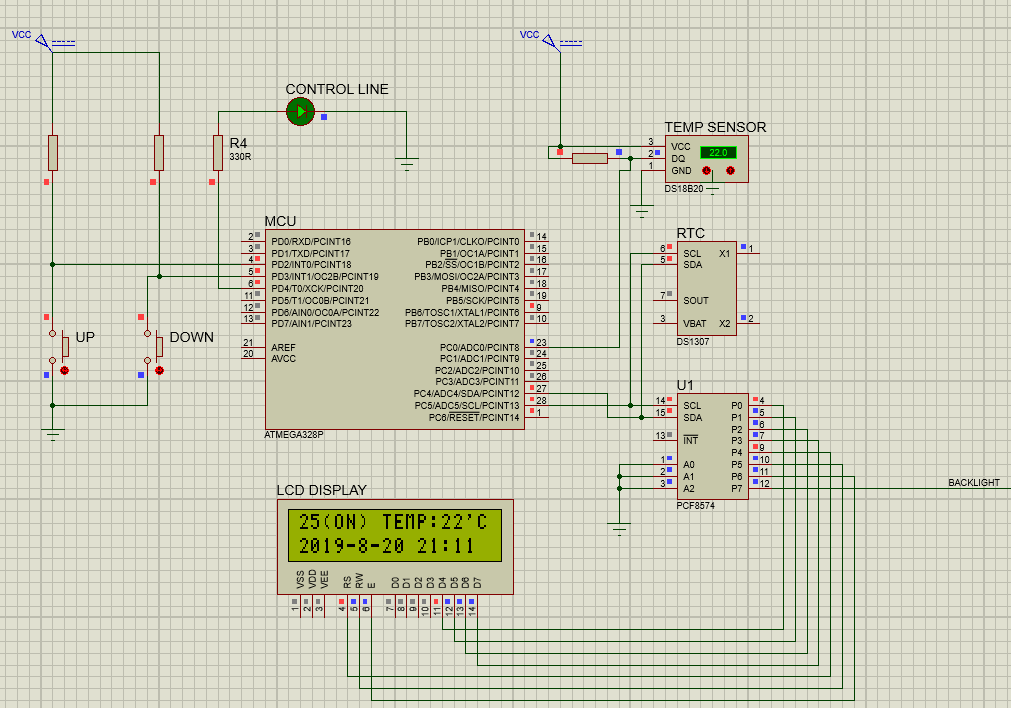 VCC
VCC
CONTROL LINE
R4
330R
TEMP SENSOR
3 VCC
2 DQ
1 GND
22.0
DS18B20
MCU
2 PD0/RXD/PCINT16
3 PD1/TXD/PCINT17
4 PD2/INT0/PCINT18
5 PD3/INT1/OC2B/PCINT19
6 PD4/T0/XCK/PCINT20
11 PD5/T1/OC0B/PCINT21
12 PD6/AIN0/OC0A/PCINT22
13 PD7/AIN1/PCINT23
21 AREF
20 AVCC
PB0/ICP1/CLKO/PCINT0 14
PB1/OC1A/PCINT1 15
PB2/SS/OC1B/PCINT2 16
PB3/MOSI/OC2A/PCINT3 17
PB4/MISO/PCINT4 18
PB5/SCK/PCINT5 19
PB6/TOSC1/XTAL1/PCINT6 9
PB7/TOSC2/XTAL2/PCINT7 10
PC0/ADC0/PCINT8 23
PC1/ADC1/PCINT9 24
PC2/ADC2/PCINT10 25
PC3/ADC3/PCINT11 26
PC4/ADC4/SDA/PCINT12 27
PC5/ADC5/SCL/PCINT13 28
PC6/RESET/PCINT14 1
ATMEGA328P
RTC
6 SCL X1 1
5 SDA
7 SOUT
3 VBAT X2 2
DS1307
UP
DOWN
U1
14 SCL P0 4
15 SDA P1 5
P2 6
13 INT P3 7
P4 9
1 A0 P5 10
2 A1 P6 11
3 A2 P7 12
PCF8574
BACKLIGHT
LCD DISPLAY
25(ON) TEMP:22'C
2019-8-20 21:11
VSS VDD VEE RS RW E D0 D1 D2 D3 D4 D5 D6 D7
1 2 3 4 5 6 7 8 9 10 11 12 13 14